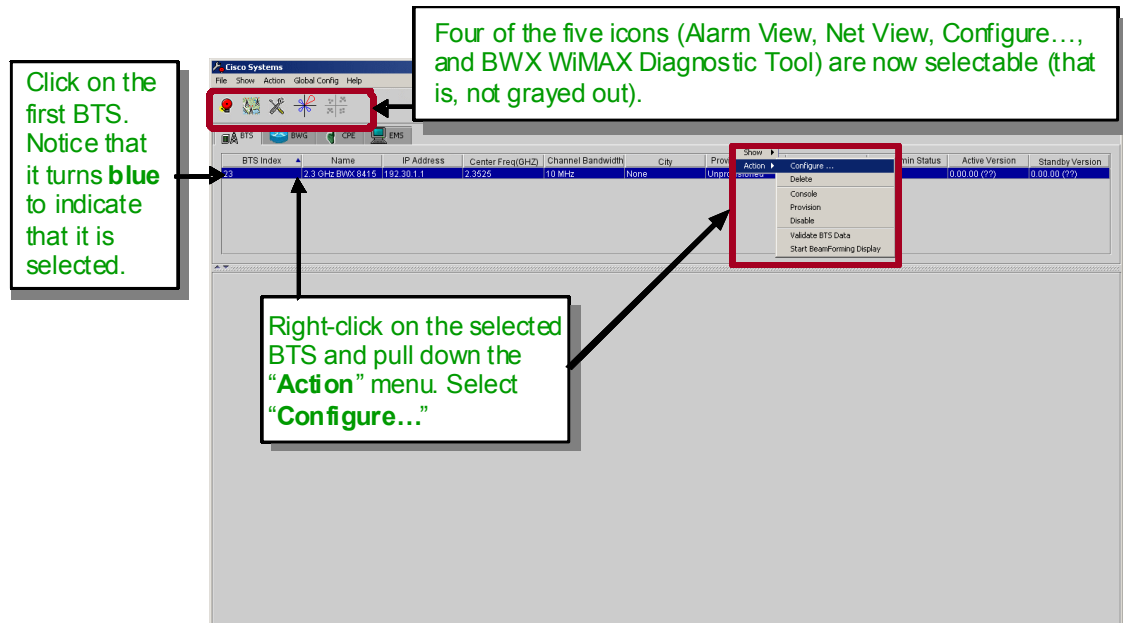 Four of the five icons (Alarm View, Net View, Configure…,
and BWX WiMAX Diagnostic Tool) are now selectable (that
is, not grayed out).
Click on the
first BTS.
Notice that
it turns blue
to indicate
that it is
selected.
Cisco Systems
File Show Action Global Config Help
BTS BWG CPE EMS
BTS Index Name IP Address Center Freq(GHZ) Channel Bandwidth City Admin Status Active Version Standby Version
23 2.3 GHz BWX 8415 192.30.1.1 2.3525 10 MHz None Unprovisioned 0.00.00 (??) 0.00.00 (??)
Show
Action
Configure ...
Delete
Console
Provision
Disable
Validate BTS Data
Start BeamForming Display
Right-click on the selected
BTS and pull down the
“Action” menu. Select
“Configure…”